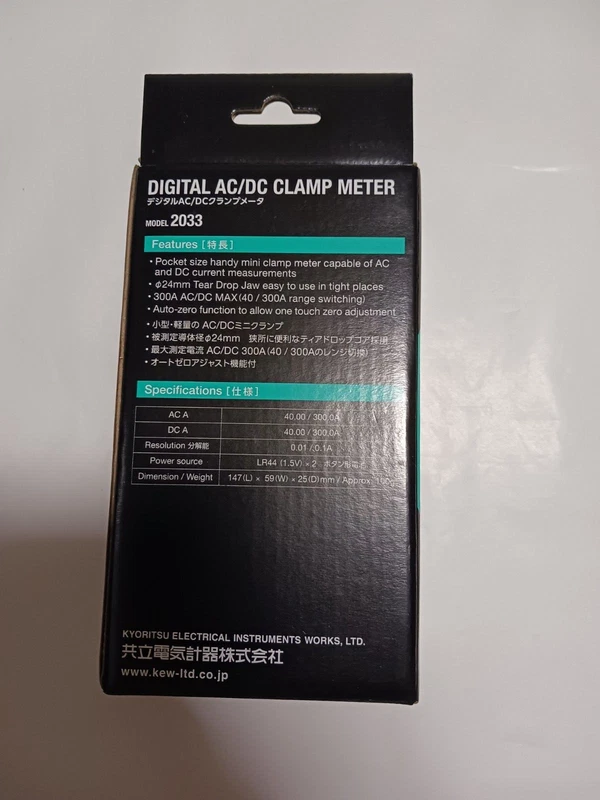 DIGITAL AC/DC CLAMP METER
デジタルAC/DCクランプメータ
MODEL 2033
Features [特長]
・Pocket size handy mini clamp meter capable of AC
and DC current measurements
・φ24mm Tear Drop Jaw easy to use in tight places
・300A AC/DC MAX(40 / 300A range switching)
・Auto-zero function to allow one touch zero adjustment
・小型・軽量の AC/DCミニクランプ
・被測定導体径φ24mm 狭所に便利なティアドロップコア採用
・最大測定電流 AC/DC 300A(40 / 300Aのレンジ切換)
・オートゼロアジャスト機能付
Specifications [仕様]
AC A 40.00 / 300.0A
DC A 40.00 / 300.0A
Resolution 分解能 0.01 / 0.1A
Power source LR44 (1.5V) × 2 ボタン形電池
Dimension / Weight 147(L) × 59(W) × 25(D)mm / Approx. 100g
KYORITSU ELECTRICAL INSTRUMENTS WORKS, LTD.
共立電気計器株式会社
www.kew-ltd.co.jp